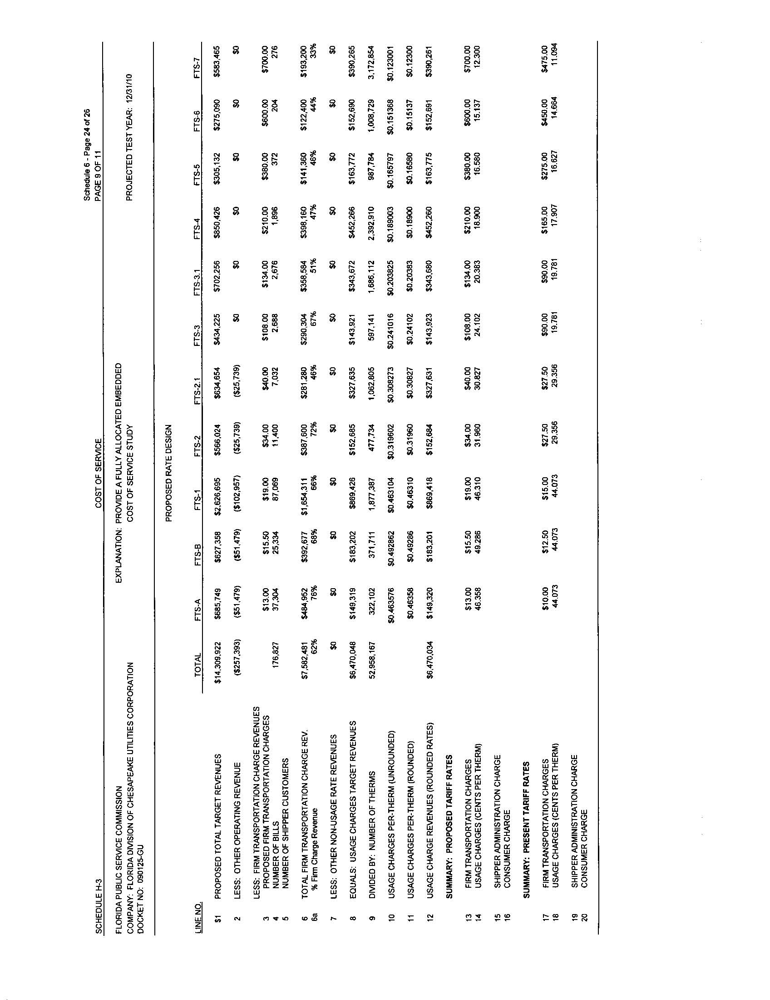 Schedule 6 - Page 24 of 26
SCHEDULE H-3 COST OF SERVICE PAGE 9 OF 11
FLORIDA PUBLIC SERVICE COMMISSION EXPLANATION: PROVIDE A FULLY ALLOCATED EMBEDDED
COMPANY: FLORIDA DIVISION OF CHESAPEAKE UTILITIES CORPORATION COST OF SERVICE STUDY PROJECTED TEST YEAR: 12/31/10
DOCKET NO: 090125-GU
PROPOSED RATE DESIGN
LINE NO. TOTAL FTS-A FTS-B FTS-1 FTS-2 FTS-2.1 FTS-3 FTS-3.1 FTS-4 FTS-5 FTS-6 FTS-7
$1 PROPOSED TOTAL TARGET REVENUES $14,309,922 $685,749 $627,358 $2,626,695 $566,024 $634,654 $434,225 $702,256 $850,426 $305,132 $275,090 $583,465
2 LESS: OTHER OPERATING REVENUE ($257,393) ($51,479) ($51,479) ($102,957) ($25,739) ($25,739) $0 $0 $0 $0 $0 $0
LESS: FIRM TRANSPORTATION CHARGE REVENUES
3 PROPOSED FIRM TRANSPORTATION CHARGES $13.00 $15.50 $19.00 $34.00 $40.00 $108.00 $134.00 $210.00 $380.00 $600.00 $700.00
4 NUMBER OF BILLS 176,827 37,304 25,334 87,069 11,400 7,032 2,688 2,676 1,896 372 204 276
5 NUMBER OF SHIPPER CUSTOMERS
6 TOTAL FIRM TRANSPORTATION CHARGE REV. $7,582,481 $484,952 $392,677 $1,654,311 $387,600 $281,280 $290,304 $358,584 $398,160 $141,360 $122,400 $193,200
6a % Firm Charge Revenue 62% 76% 68% 66% 72% 46% 67% 51% 47% 46% 44% 33%
7 LESS: OTHER NON-USAGE RATE REVENUES $0 $0 $0 $0 $0 $0 $0 $0 $0 $0 $0 $0
8 EQUALS: USAGE CHARGES TARGET REVENUES $6,470,048 $149,319 $183,202 $869,426 $152,685 $327,635 $143,921 $343,672 $452,266 $163,772 $152,690 $390,265
9 DIVIDED BY: NUMBER OF THERMS 52,958,167 322,102 371,711 1,877,387 477,734 1,062,805 597,141 1,686,112 2,392,910 987,784 1,008,729 3,172,854
10 USAGE CHARGES PER-THERM (UNROUNDED) $0.463576 $0.492862 $0.463104 $0.319602 $0.308273 $0.241016 $0.203825 $0.189003 $0.165797 $0.151368 $0.123001
11 USAGE CHARGES PER-THERM (ROUNDED) $0.46358 $0.49286 $0.46310 $0.31960 $0.30827 $0.24102 $0.20383 $0.18900 $0.16580 $0.15137 $0.12300
12 USAGE CHARGE REVENUES (ROUNDED RATES) $6,470,034 $149,320 $183,201 $869,418 $152,684 $327,631 $143,923 $343,680 $452,260 $163,775 $152,691 $390,261
SUMMARY: PROPOSED TARIFF RATES
13 FIRM TRANSPORTATION CHARGES $13.00 $15.50 $19.00 $34.00 $40.00 $108.00 $134.00 $210.00 $380.00 $600.00 $700.00
14 USAGE CHARGES (CENTS PER THERM) 46.358 49.286 46.310 31.960 30.827 24.102 20.383 18.900 16.580 15.137 12.300
15 SHIPPER ADMINISTRATION CHARGE
16 CONSUMER CHARGE
SUMMARY: PRESENT TARIFF RATES
17 FIRM TRANSPORTATION CHARGES $10.00 $12.50 $15.00 $27.50 $27.50 $90.00 $90.00 $165.00 $275.00 $450.00 $475.00
18 USAGE CHARGES (CENTS PER THERM) 44.073 44.073 44.073 29.356 29.356 19.781 19.781 17.907 16.627 14.664 11.094
19 SHIPPER ADMINISTRATION CHARGE
20 CONSUMER CHARGE